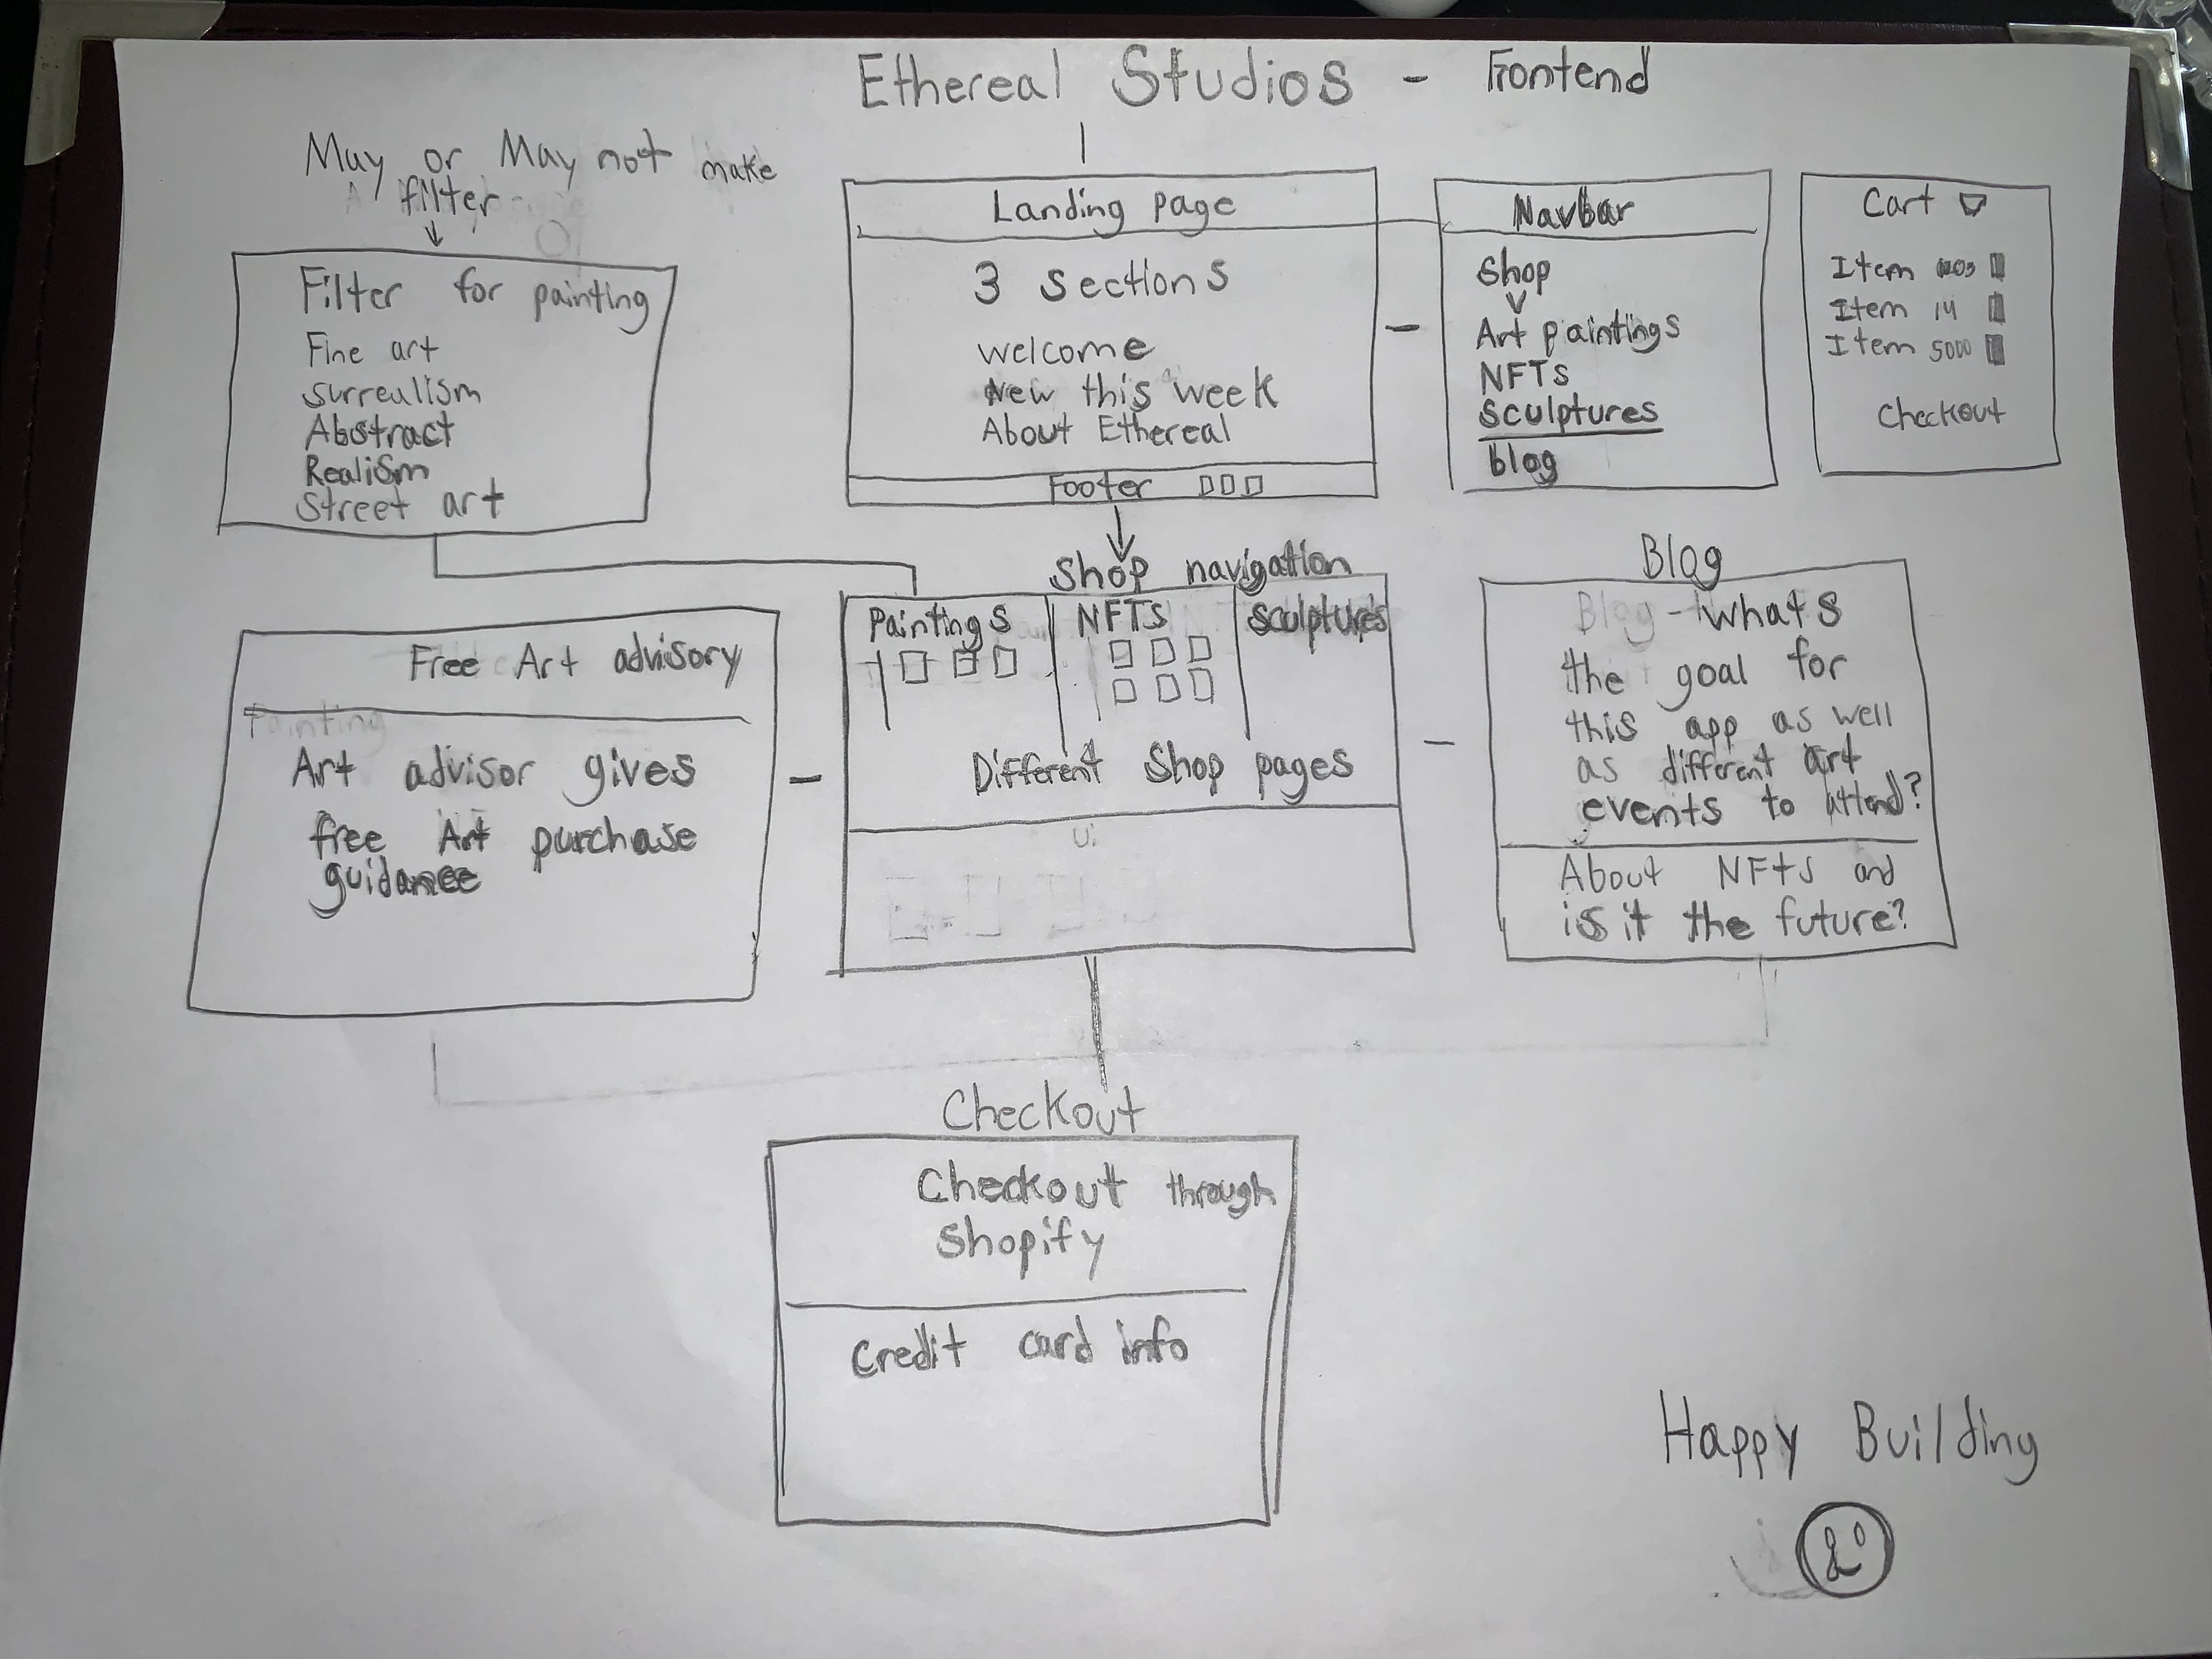 Ethereal Studios - Frontend
May or May not make
filter
Filter for painting
Fine art
Surrealism
Abstract
Realism
Street art
Landing page
3 sections
welcome
New this week
About Ethereal
Footer
Navbar
Shop
Art paintings
NFTS
Sculptures
blog
Cart
Item
Item 14
Item 5000
Checkout
Free Art advisory
Painting
Art advisor gives
free Art purchase
guidance
Shop navigation
Paintings
NFTS
Sculptures
Different Shop pages
Ui
Blog
Blog - whats
the goal for
this app as well
as different art
events to attend?
About NFTS and
is it the future?
Checkout
Checkout through
Shopify
Credit card info
Happy Building